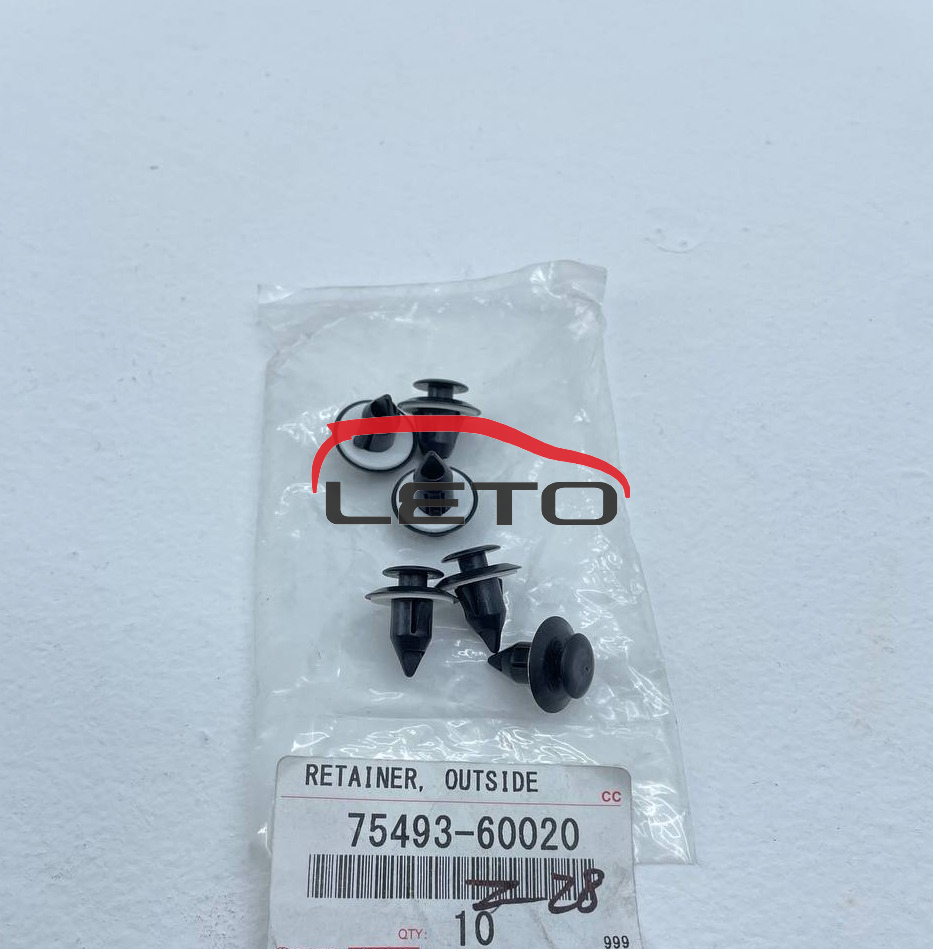 LETO
RETAINER, OUTSIDE
CC
75493-60020
Z-28
QTY: 10
999